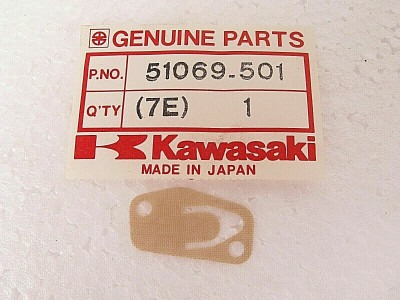 GENUINE PARTS
P.NO. 51069-501
Q'TY (7E) 1
Kawasaki
MADE IN JAPAN